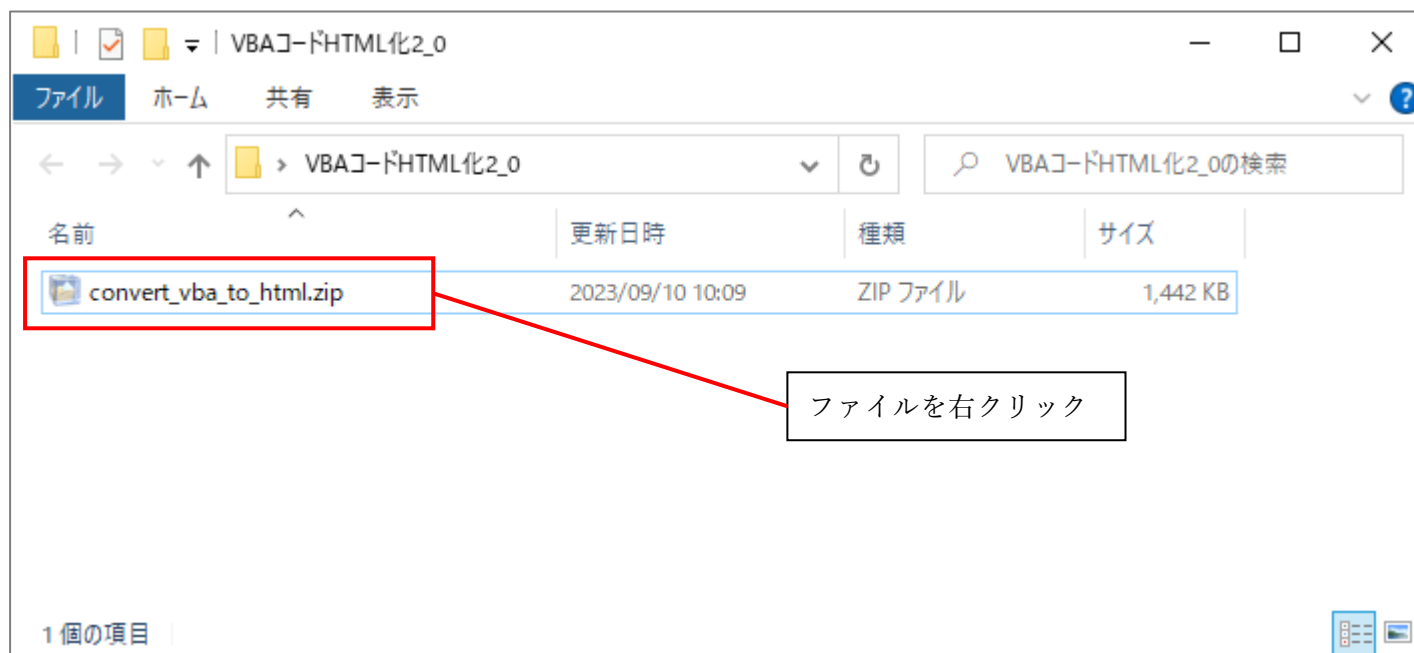 VBAコードHTML化2_0
ファイル ホーム 共有 表示
VBAコードHTML化2_0 VBAコードHTML化2_0の検索
名前 更新日時 種類 サイズ
convert_vba_to_html.zip 2023/09/10 10:09 ZIP ファイル 1,442 KB
ファイルを右クリック
1 個の項目